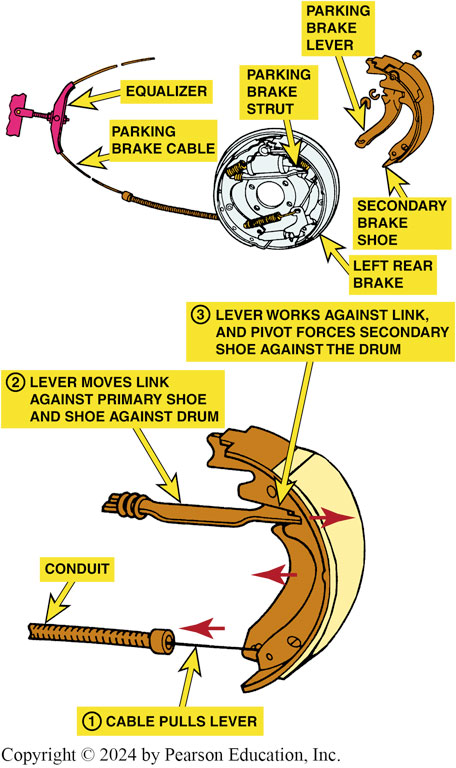 PARKING
BRAKE
LEVER
EQUALIZER
PARKING
BRAKE
STRUT
PARKING
BRAKE CABLE
SECONDARY
BRAKE
SHOE
LEFT REAR
BRAKE
3 LEVER WORKS AGAINST LINK,
AND PIVOT FORCES SECONDARY
SHOE AGAINST THE DRUM
2 LEVER MOVES LINK
AGAINST PRIMARY SHOE
AND SHOE AGAINST DRUM
CONDUIT
1 CABLE PULLS LEVER
Copyright © 2024 by Pearson Education, Inc.